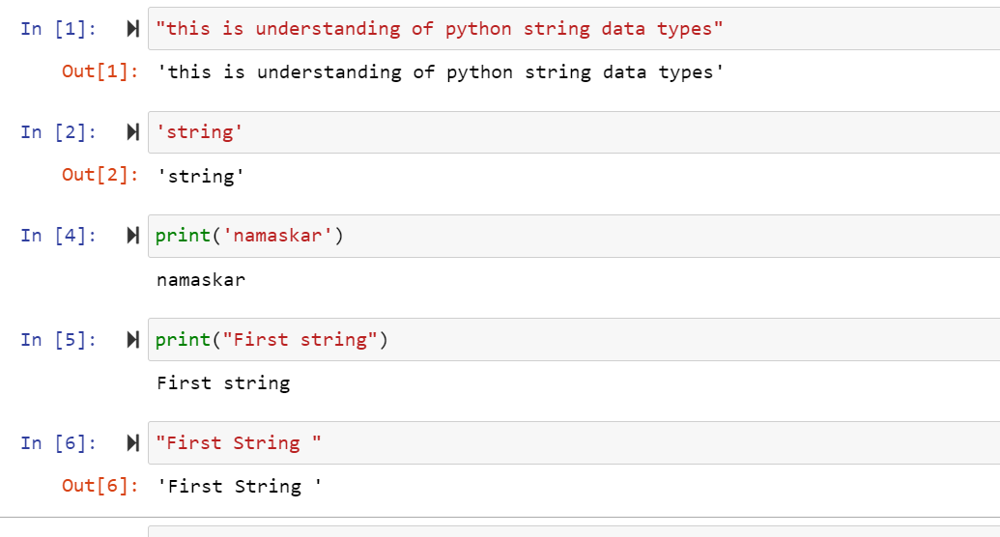 In [1]: "this is understanding of python string data types"
Out[1]: 'this is understanding of python string data types'
In [2]: 'string'
Out[2]: 'string'
In [4]: print('namaskar')
namaskar
In [5]: print("First string")
First string
In [6]: "First String "
Out[6]: 'First String '